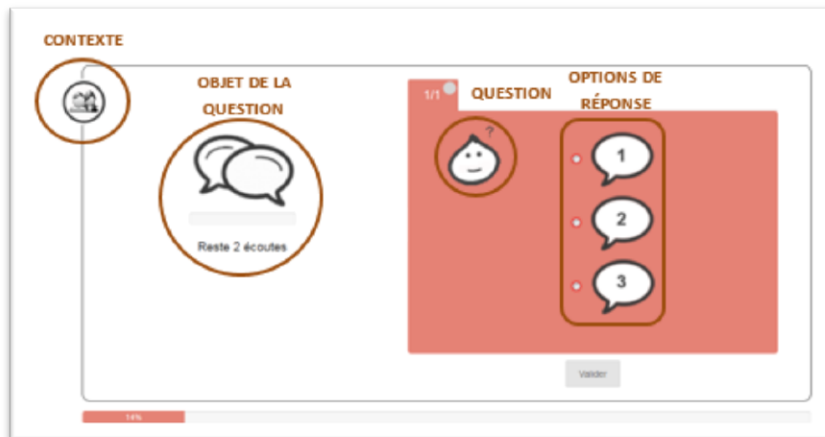 CONTEXTE
OBJET DE LA
QUESTION
Reste 2 écoutes
1/1
QUESTION
?
OPTIONS DE
RÉPONSE
1
2
3
Valider
14%